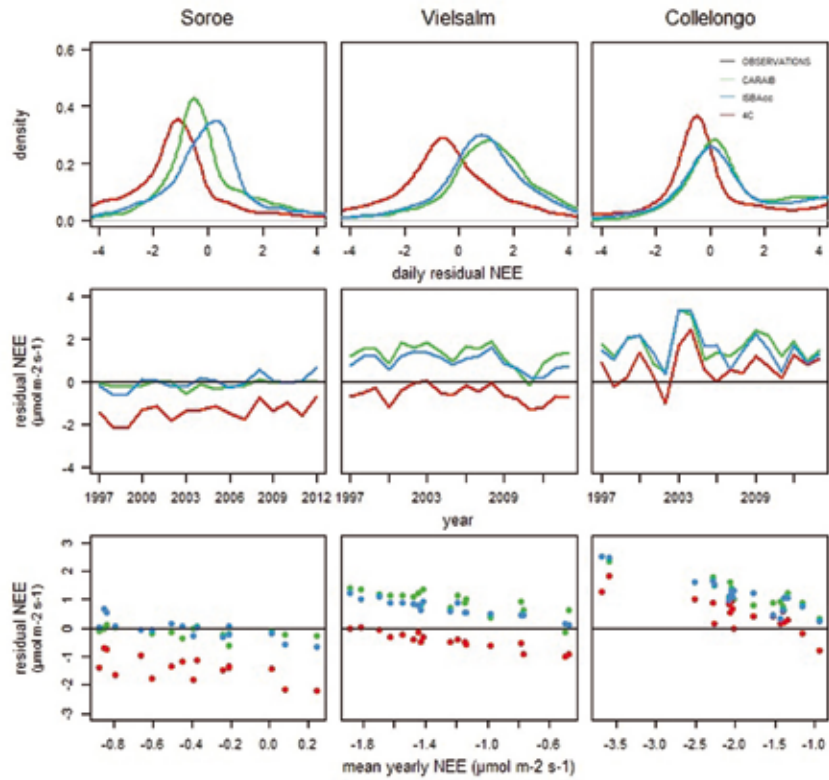 Soroe Vielsalm Collelongo
0.6
0.4
0.2
0.0
density
OBSERVATIONS
CARAIB
ISBAcc
4C
-4 -2 0 2 4 -4 -2 0 2 4 -4 -2 0 2 4
daily residual NEE
4
2
0
-2
-4
residual NEE
(μmol m-2 s-1)
1997 2000 2003 2006 2009 2012 1997 2003 2009 1997 2003 2009
year
3
2
1
0
-1
-2
-3
residual NEE
(μmol m-2 s-1)
-0.8 -0.6 -0.4 -0.2 0.0 0.2 -1.8 -1.4 -1.0 -0.6 -3.5 -3.0 -2.5 -2.0 -1.5 -1.0
mean yearly NEE (μmol m-2 s-1)